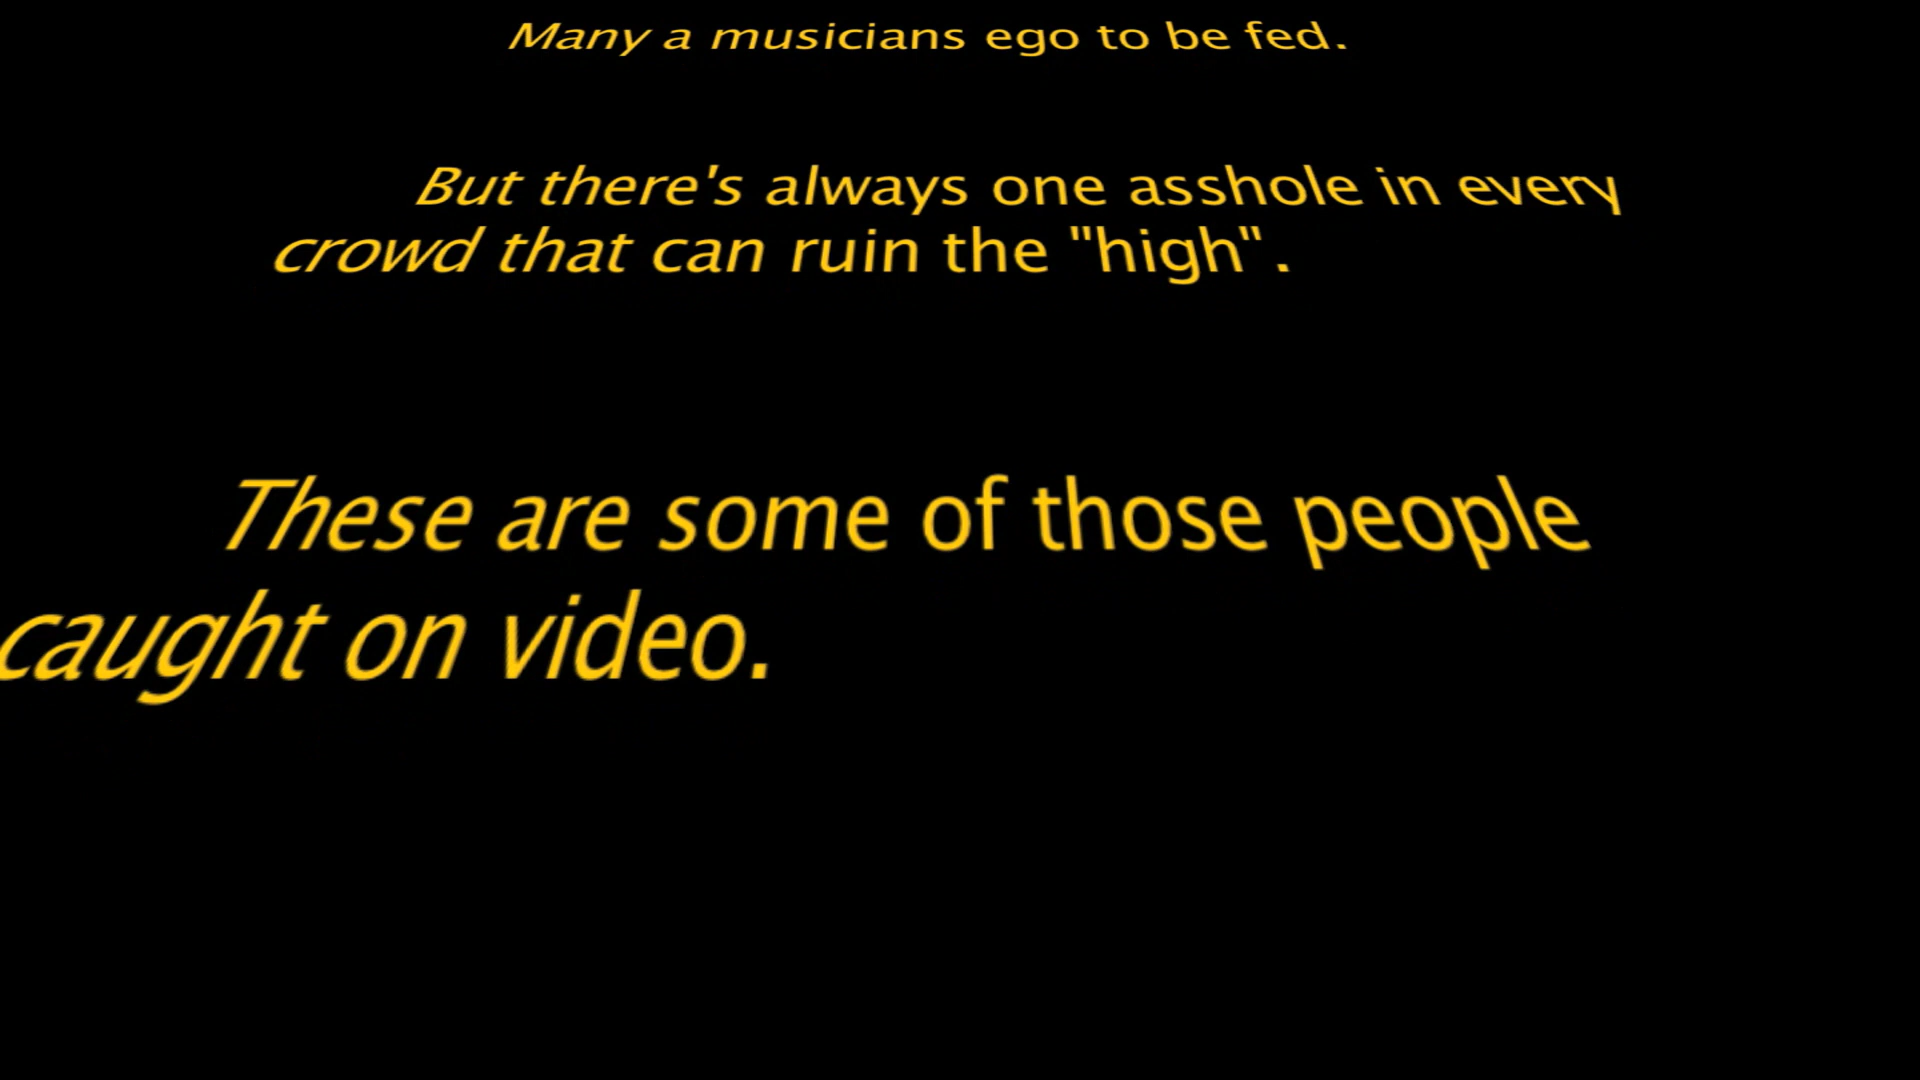 Many a musicians ego to be fed.
But there's always one asshole in every
crowd that can ruin the "high".
These are some of those people
caught on video.